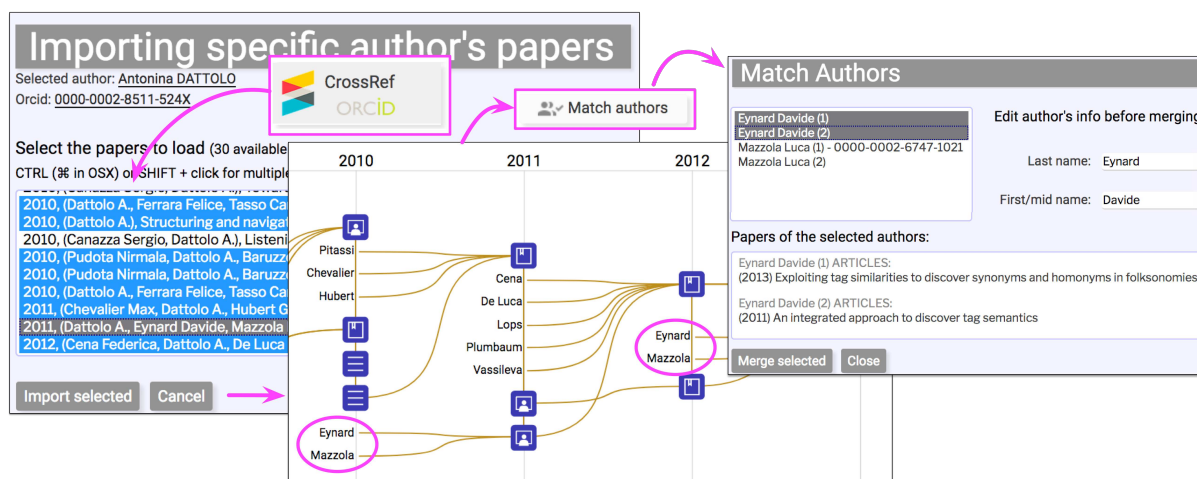 Importing specific author's papers
Selected author: Antonina DATTOLO
Orcid: 0000-0002-8511-524X
CrossRef
ORCiD
Select the papers to load (30 available
CTRL (⌘ in OSX) or SHIFT + click for multiple
2010, (Dattolo A., Ferrara Felice, Tasso Ca
2010, (Dattolo A.), Structuring and navigat
2010, (Canazza Sergio, Dattolo A.), Listeni
2010, (Pudota Nirmala, Dattolo A., Baruzz
2010, (Pudota Nirmala, Dattolo A., Baruzz
2010, (Dattolo A., Ferrara Felice, Tasso Ca
2011, (Chevalier Max, Dattolo A., Hubert G
2011, (Dattolo A., Eynard Davide, Mazzola
2012, (Cena Federica, Dattolo A., De Luca
Import selected
Cancel
Match authors
2010
2011
2012
Pitassi
Chevalier
Hubert
Cena
De Luca
Lops
Plumbaum
Vassileva
Eynard
Mazzola
Eynard
Mazzola
Match Authors
Eynard Davide (1)
Eynard Davide (2)
Mazzola Luca (1) - 0000-0002-6747-1021
Mazzola Luca (2)
Edit author's info before merging
Last name: Eynard
First/mid name: Davide
Papers of the selected authors:
Eynard Davide (1) ARTICLES:
(2013) Exploiting tag similarities to discover synonyms and homonyms in folksonomies
Eynard Davide (2) ARTICLES:
(2011) An integrated approach to discover tag semantics
Merge selected
Close